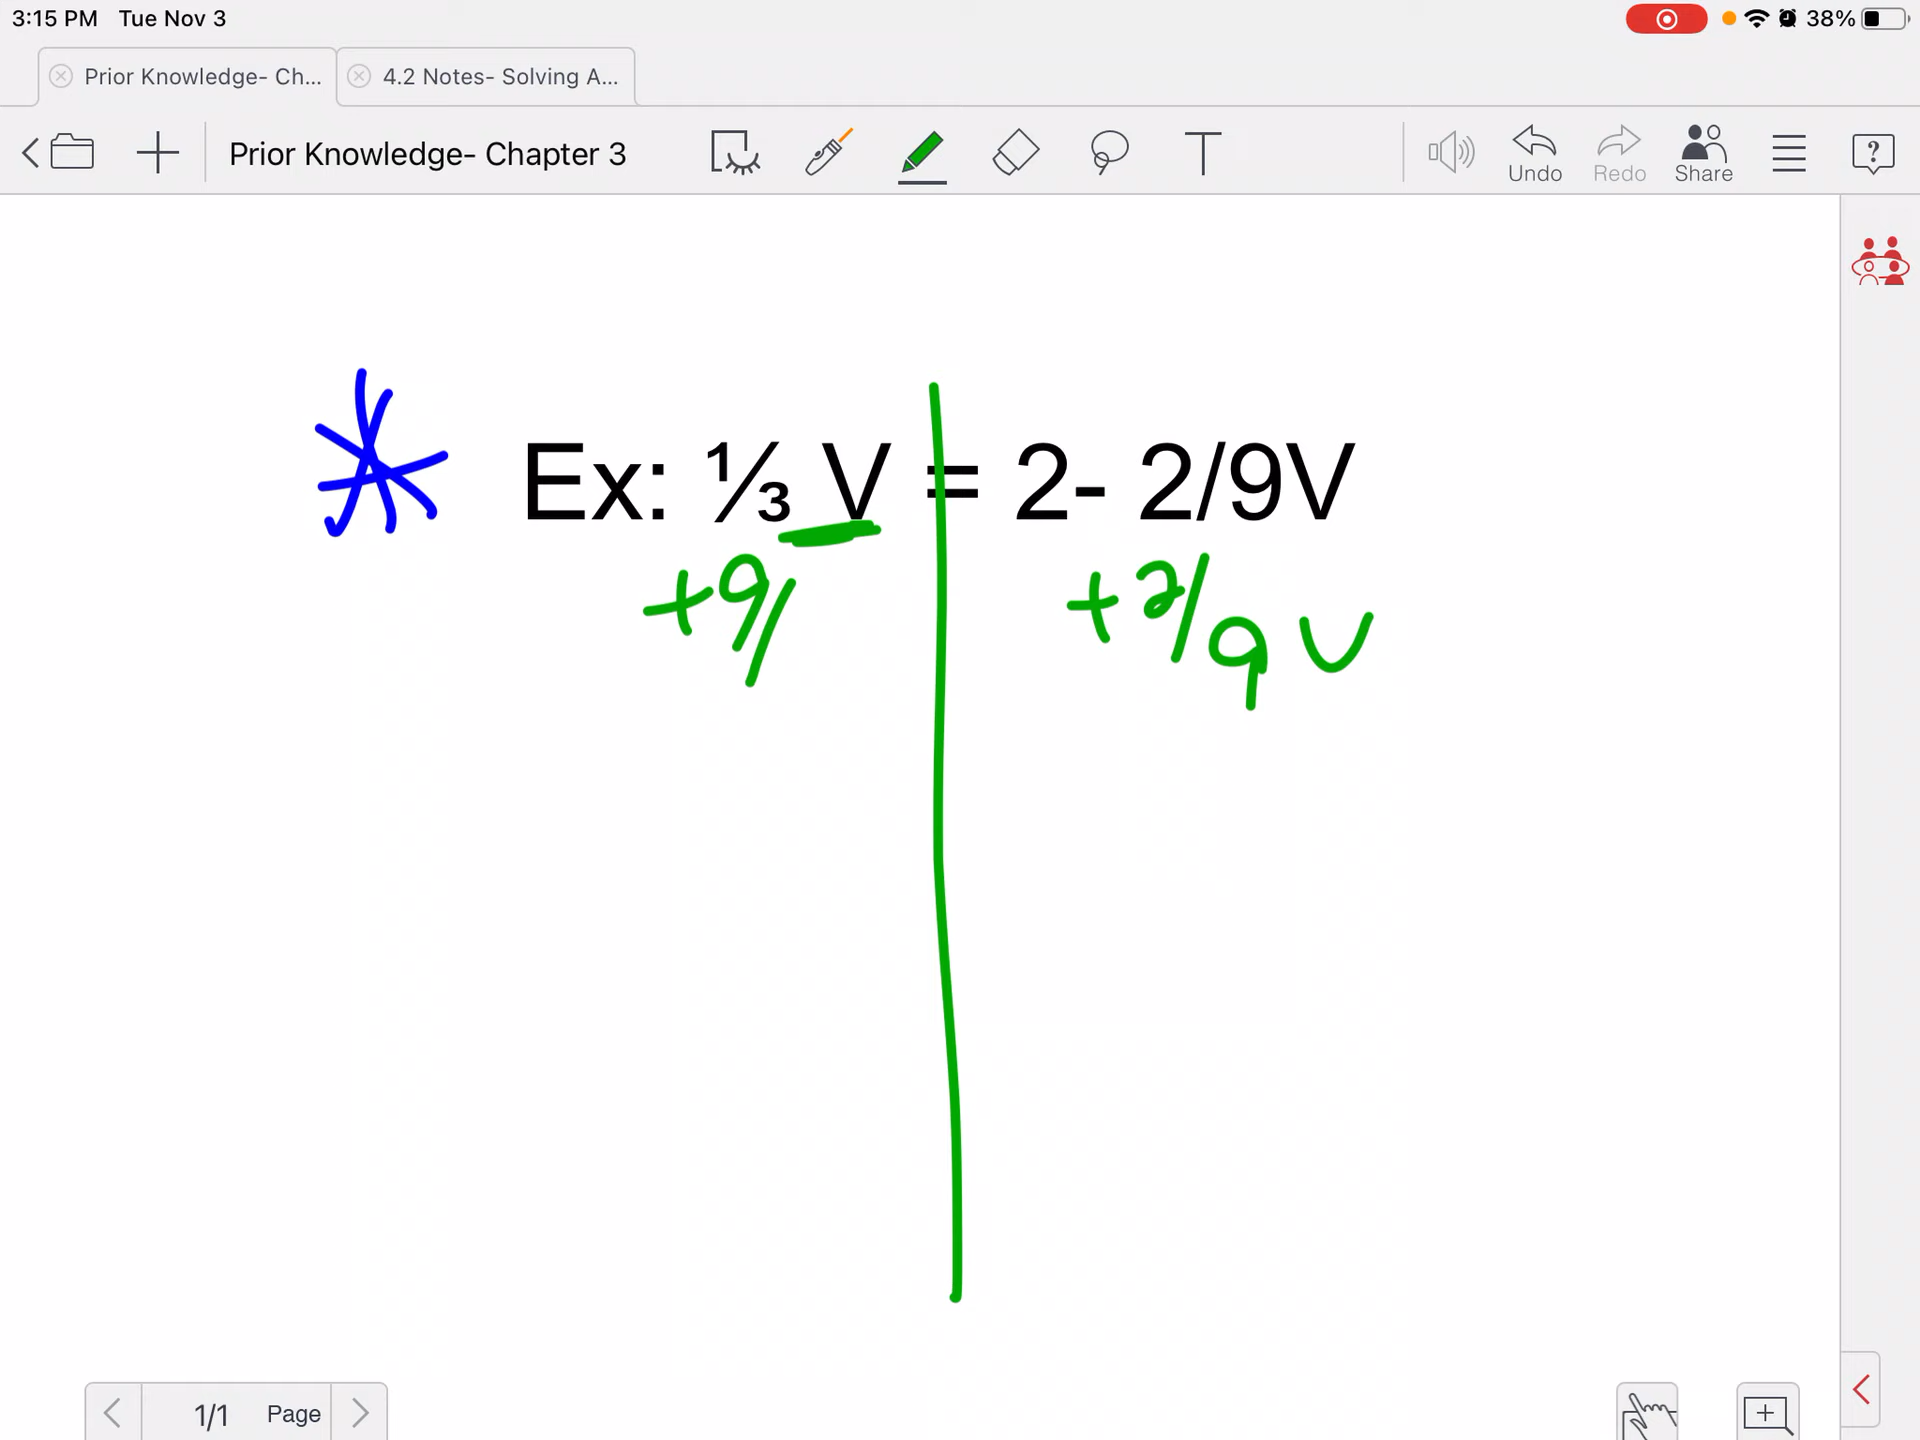 3:15 PM Tue Nov 3
38%
Prior Knowledge- Ch...
4.2 Notes- Solving A...
Prior Knowledge- Chapter 3
T
Undo
Redo
Share
?
Ex: ⅓ V = 2- 2/9V
+9/
+2/9 V
1/1 Page